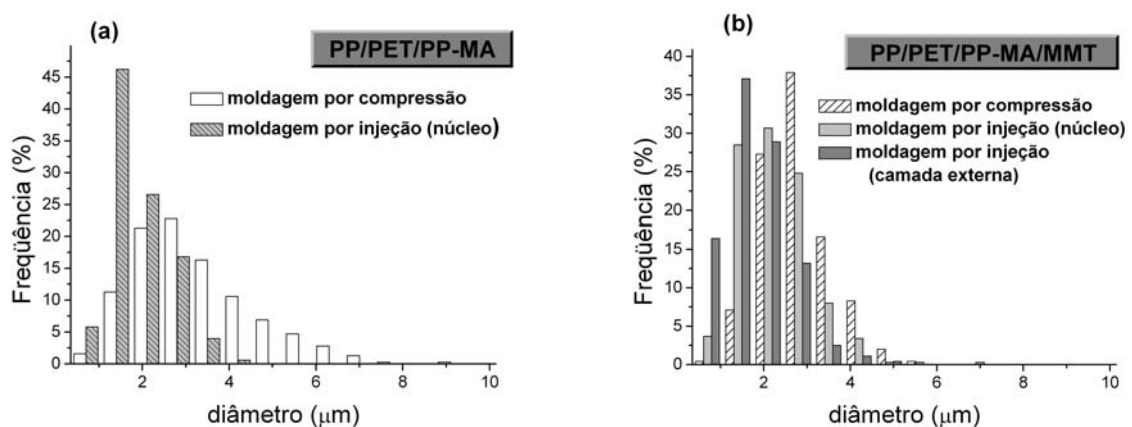 (a)
PP/PET/PP-MA
moldagem por compressão
moldagem por injeção (núcleo)
Freqüência (%)
45
40
35
30
25
20
15
10
5
0
2
4
6
8
10
diâmetro (μm)
(b)
PP/PET/PP-MA/MMT
moldagem por compressão
moldagem por injeção (núcleo)
moldagem por injeção
(camada externa)
Freqüência (%)
40
35
30
25
20
15
10
5
0
2
4
6
8
10
diâmetro (μm)